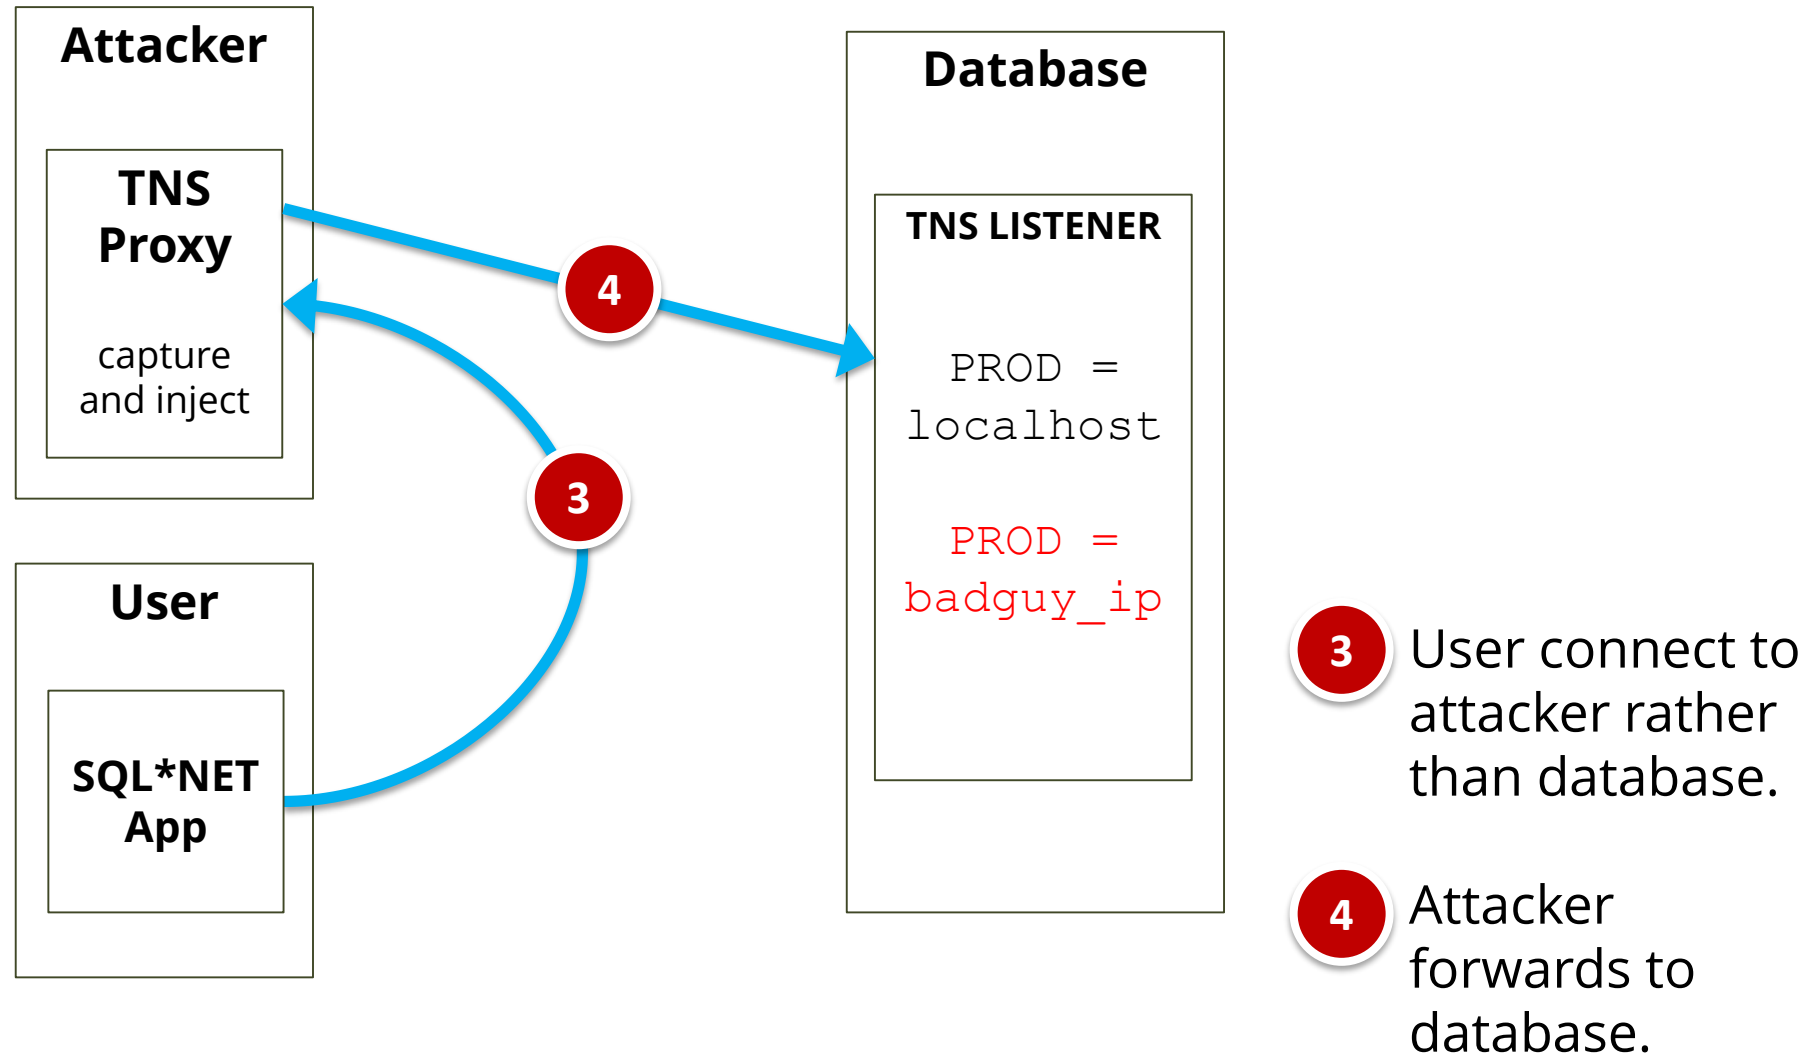 Attacker
TNS
Proxy
capture
and inject
4
3
User
SQL*NET
App
Database
TNS LISTENER
PROD =
localhost
PROD =
badguy_ip
3
User connect to
attacker rather
than database.
4
Attacker
forwards to
database.